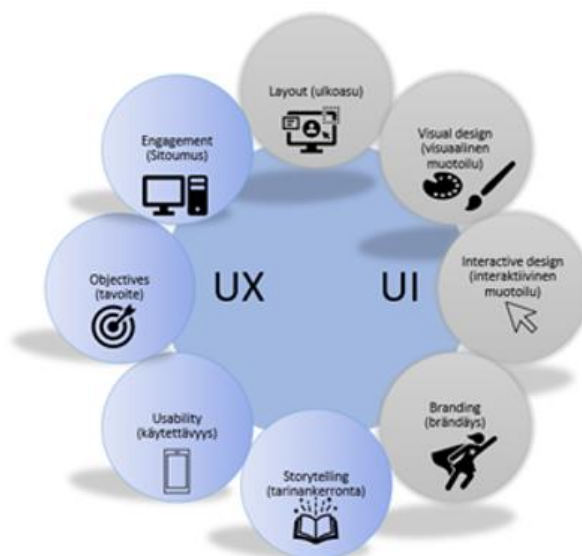 Layout (ulkoasu)
Engagement
(Sitoumus)
Visual design
(visuaalinen
muotoilu)
Objectives
(tavoite)
UX
UI
Interactive design
(interaktiivinen
muotoilu)
Usability
(käytettävyys)
Branding
(brändäys)
Storytelling
(tarinankerronta)